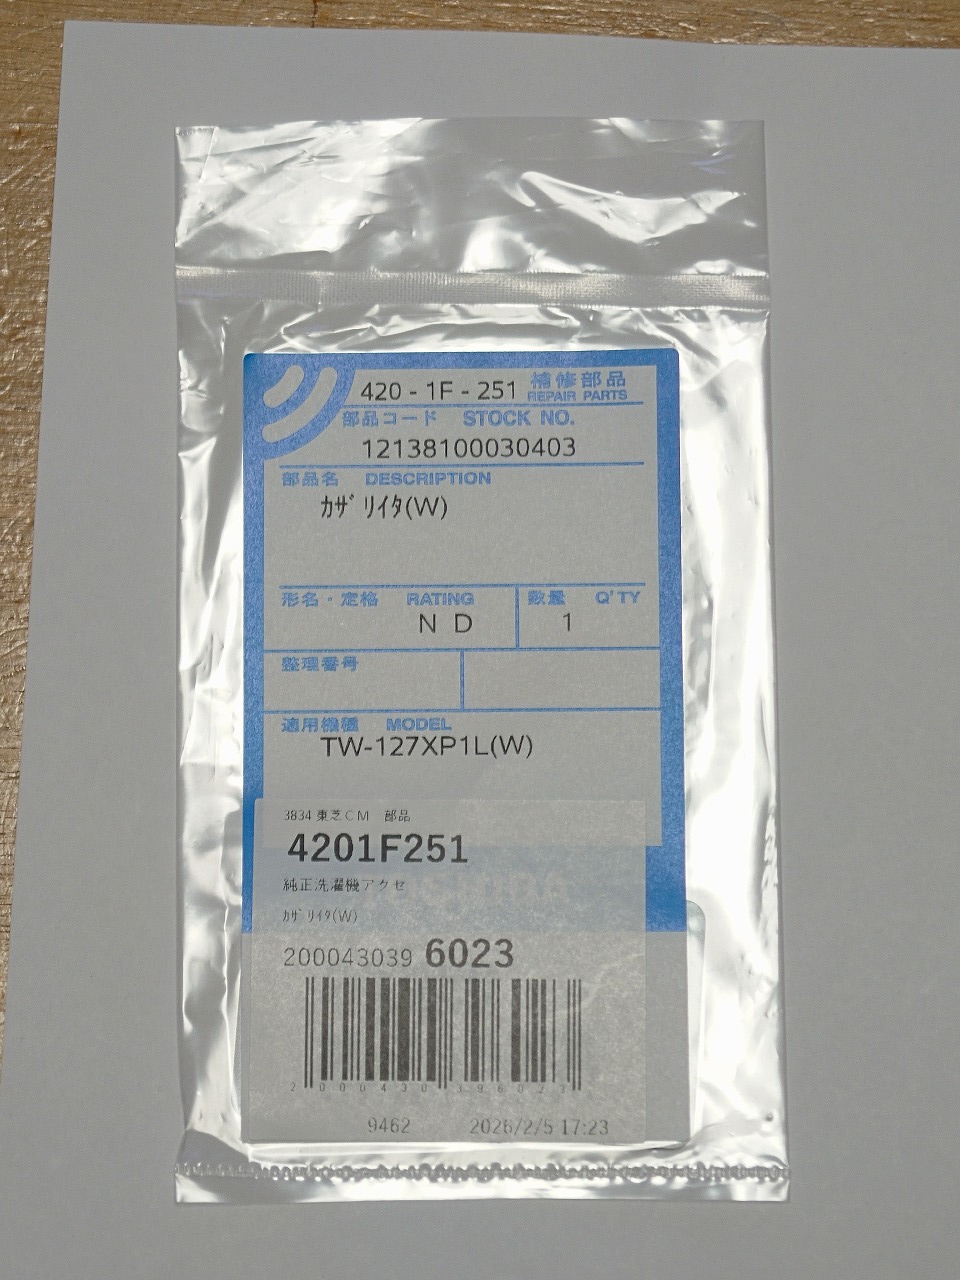 420 - 1F - 251 補修部品
REPAIR PARTS
部品コード STOCK NO.
12138100030403
部品名 DESCRIPTION
ｶｻﾞﾘｲﾀ(W)
形名・定格 RATING 数量 Q'TY
N D 1
整理番号
適用機種 MODEL
TW-127XP1L(W)
3834 東芝CM 部品
4201F251
純正洗濯機アクセ
ｶｻﾞﾘｲﾀ(W)
200043039 6023
2 000430 396023
9462 2026/2/5 17:23